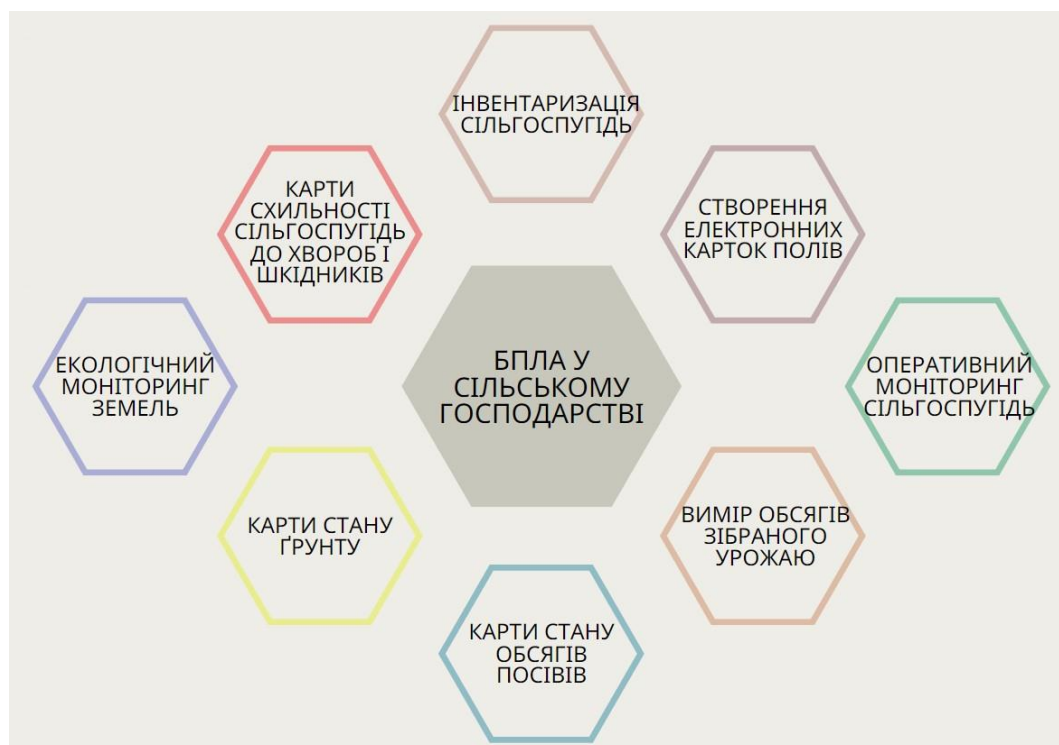 ІНВЕНТАРИЗАЦІЯ
СІЛЬГОСПУГІДЬ
КАРТИ
СХИЛЬНОСТІ
СІЛЬГОСПУГІДЬ
ДО ХВОРОБ І
ШКІДНИКІВ
СТВОРЕННЯ
ЕЛЕКТРОННИХ
КАРТОК ПОЛІВ
ЕКОЛОГІЧНИЙ
МОНІТОРИНГ
ЗЕМЕЛЬ
БПЛА У
СІЛЬСЬКОМУ
ГОСПОДАРСТВІ
ОПЕРАТИВНИЙ
МОНІТОРИНГ
СІЛЬГОСПУГІДЬ
КАРТИ СТАНУ
ҐРУНТУ
ВИМІР ОБСЯГІВ
ЗІБРАНОГО
УРОЖАЮ
КАРТИ СТАНУ
ОБСЯГІВ
ПОСІВІВ